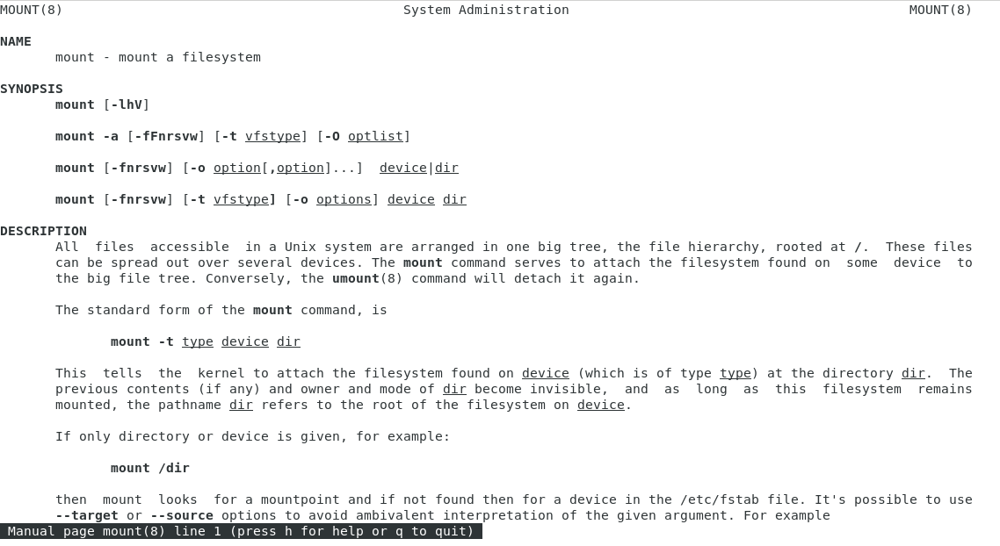 MOUNT(8) System Administration MOUNT(8)
NAME
mount - mount a filesystem
SYNOPSIS
mount [-lhV]
mount -a [-fFnrsvw] [-t vfstype] [-O optlist]
mount [-fnrsvw] [-o option[,option]...]  device|dir
mount [-fnrsvw] [-t vfstype] [-o options] device dir
DESCRIPTION
All  files  accessible  in a Unix system are arranged in one big tree, the file hierarchy, rooted at /.  These files
can be spread out over several devices. The mount command serves to attach the filesystem found on  some  device  to
the big file tree. Conversely, the umount(8) command will detach it again.
The standard form of the mount command, is
mount -t type device dir
This  tells  the  kernel to attach the filesystem found on device (which is of type type) at the directory dir.  The
previous contents (if any) and owner and mode of dir become invisible,  and  as  long  as  this  filesystem  remains
mounted, the pathname dir refers to the root of the filesystem on device.
If only directory or device is given, for example:
mount /dir
then  mount  looks  for a mountpoint and if not found then for a device in the /etc/fstab file. It's possible to use
--target or --source options to avoid ambivalent interpretation of the given argument. For example
Manual page mount(8) line 1 (press h for help or q to quit)